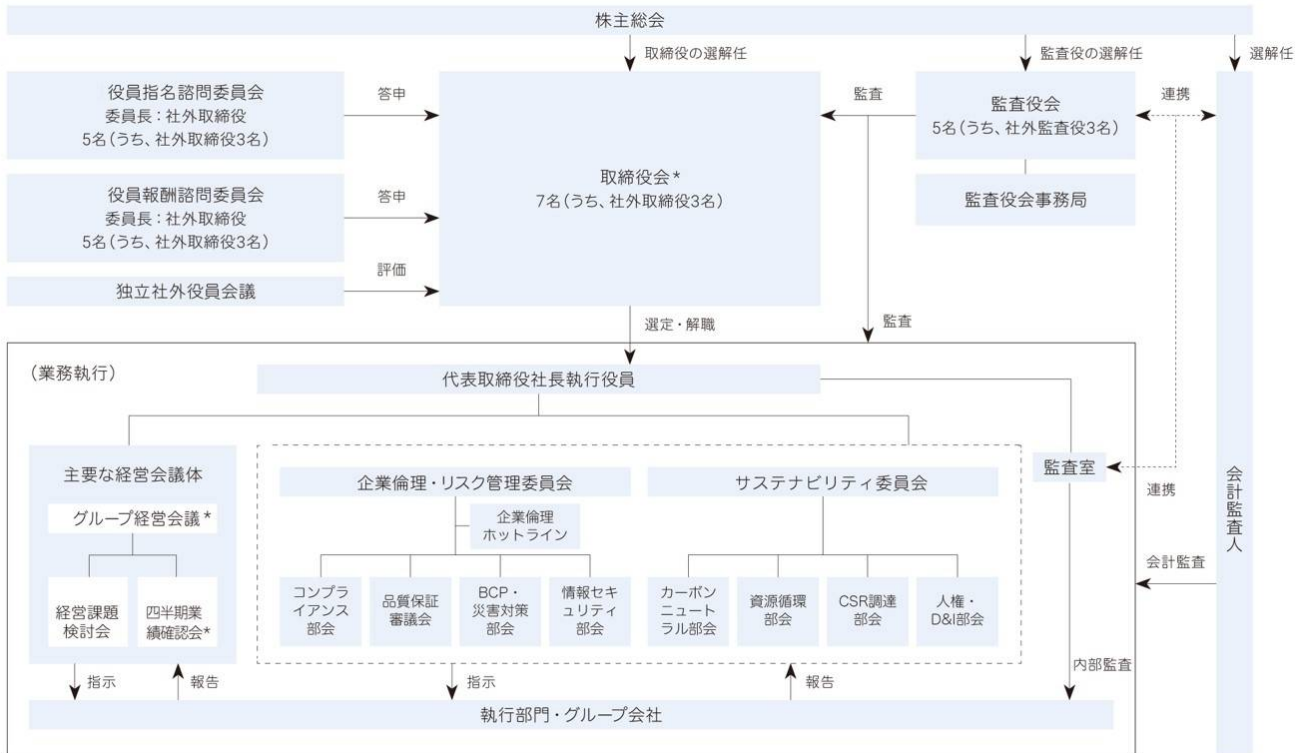 株主総会
取締役の選解任
監査役の選解任
選解任
役員指名諮問委員会
委員長：社外取締役
5名（うち、社外取締役3名）
答申
役員報酬諮問委員会
委員長：社外取締役
5名（うち、社外取締役3名）
答申
独立社外役員会議
評価
取締役会*
7名（うち、社外取締役3名）
監査
監査役会
5名（うち、社外監査役3名）
監査役会事務局
連携
選定・解職
監査
（業務執行）
代表取締役社長執行役員
主要な経営会議体
グループ経営会議*
経営課題
検討会
四半期業
績確認会*
企業倫理・リスク管理委員会
企業倫理
ホットライン
コンプラ
イアンス
部会
品質保証
審議会
BCP・
災害対策
部会
情報セキ
ュリティ
部会
サステナビリティ委員会
カーボン
ニュート
ラル部会
資源循環
部会
CSR調達
部会
人権・
D&I部会
監査室
連携
会計監査人
会計監査
内部監査
指示
報告
指示
報告
執行部門・グループ会社